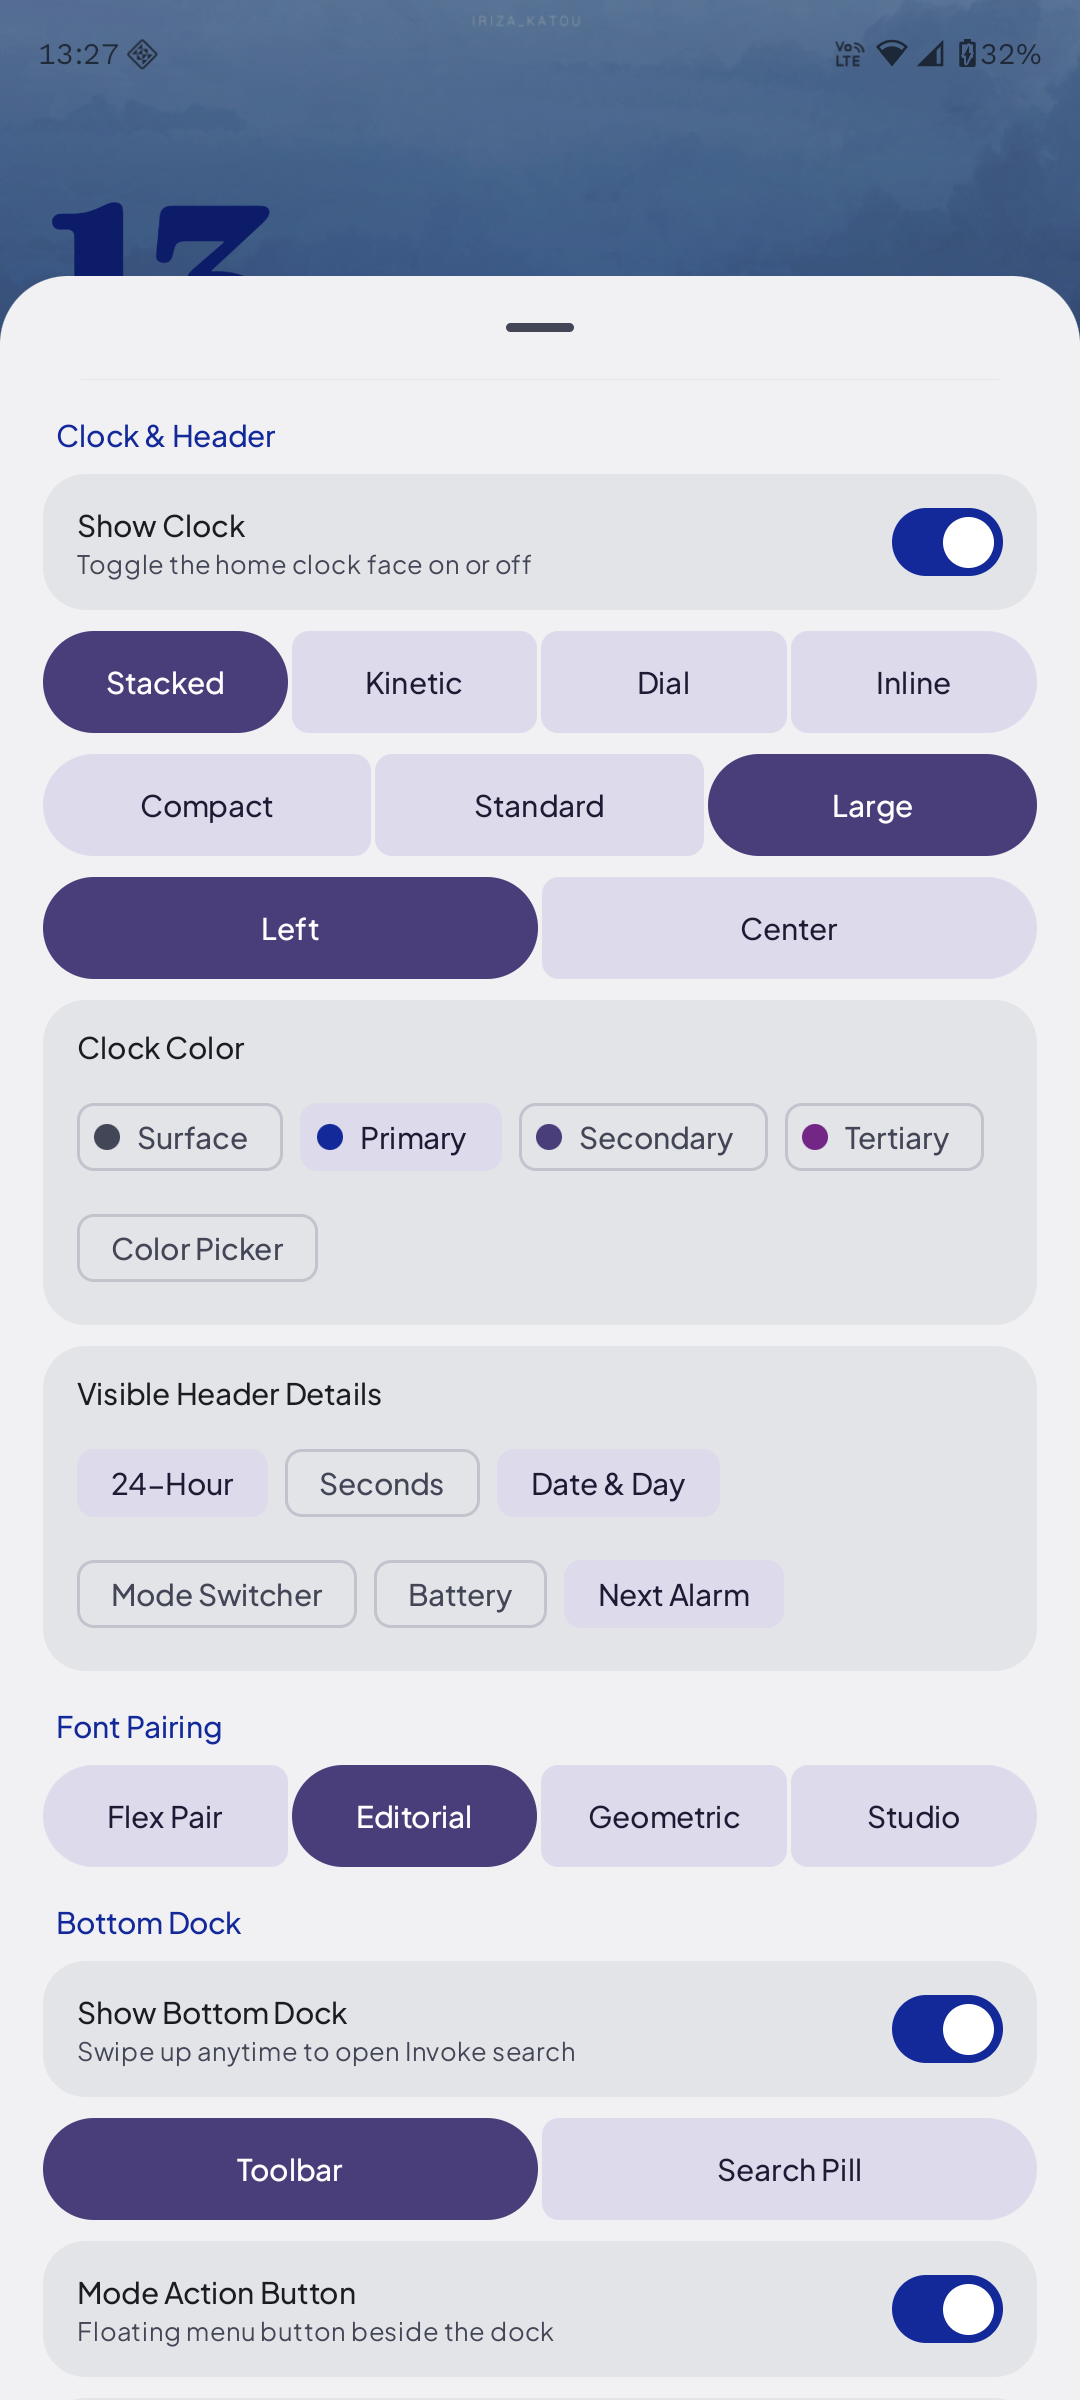 IRIZA_KATOU
13:27
Vo LTE
32%
13
Clock & Header
Show Clock
Toggle the home clock face on or off
Stacked Kinetic Dial Inline
Compact Standard Large
Left Center
Clock Color
Surface Primary Secondary Tertiary
Color Picker
Visible Header Details
24-Hour Seconds Date & Day
Mode Switcher Battery Next Alarm
Font Pairing
Flex Pair Editorial Geometric Studio
Bottom Dock
Show Bottom Dock
Swipe up anytime to open Invoke search
Toolbar Search Pill
Mode Action Button
Floating menu button beside the dock